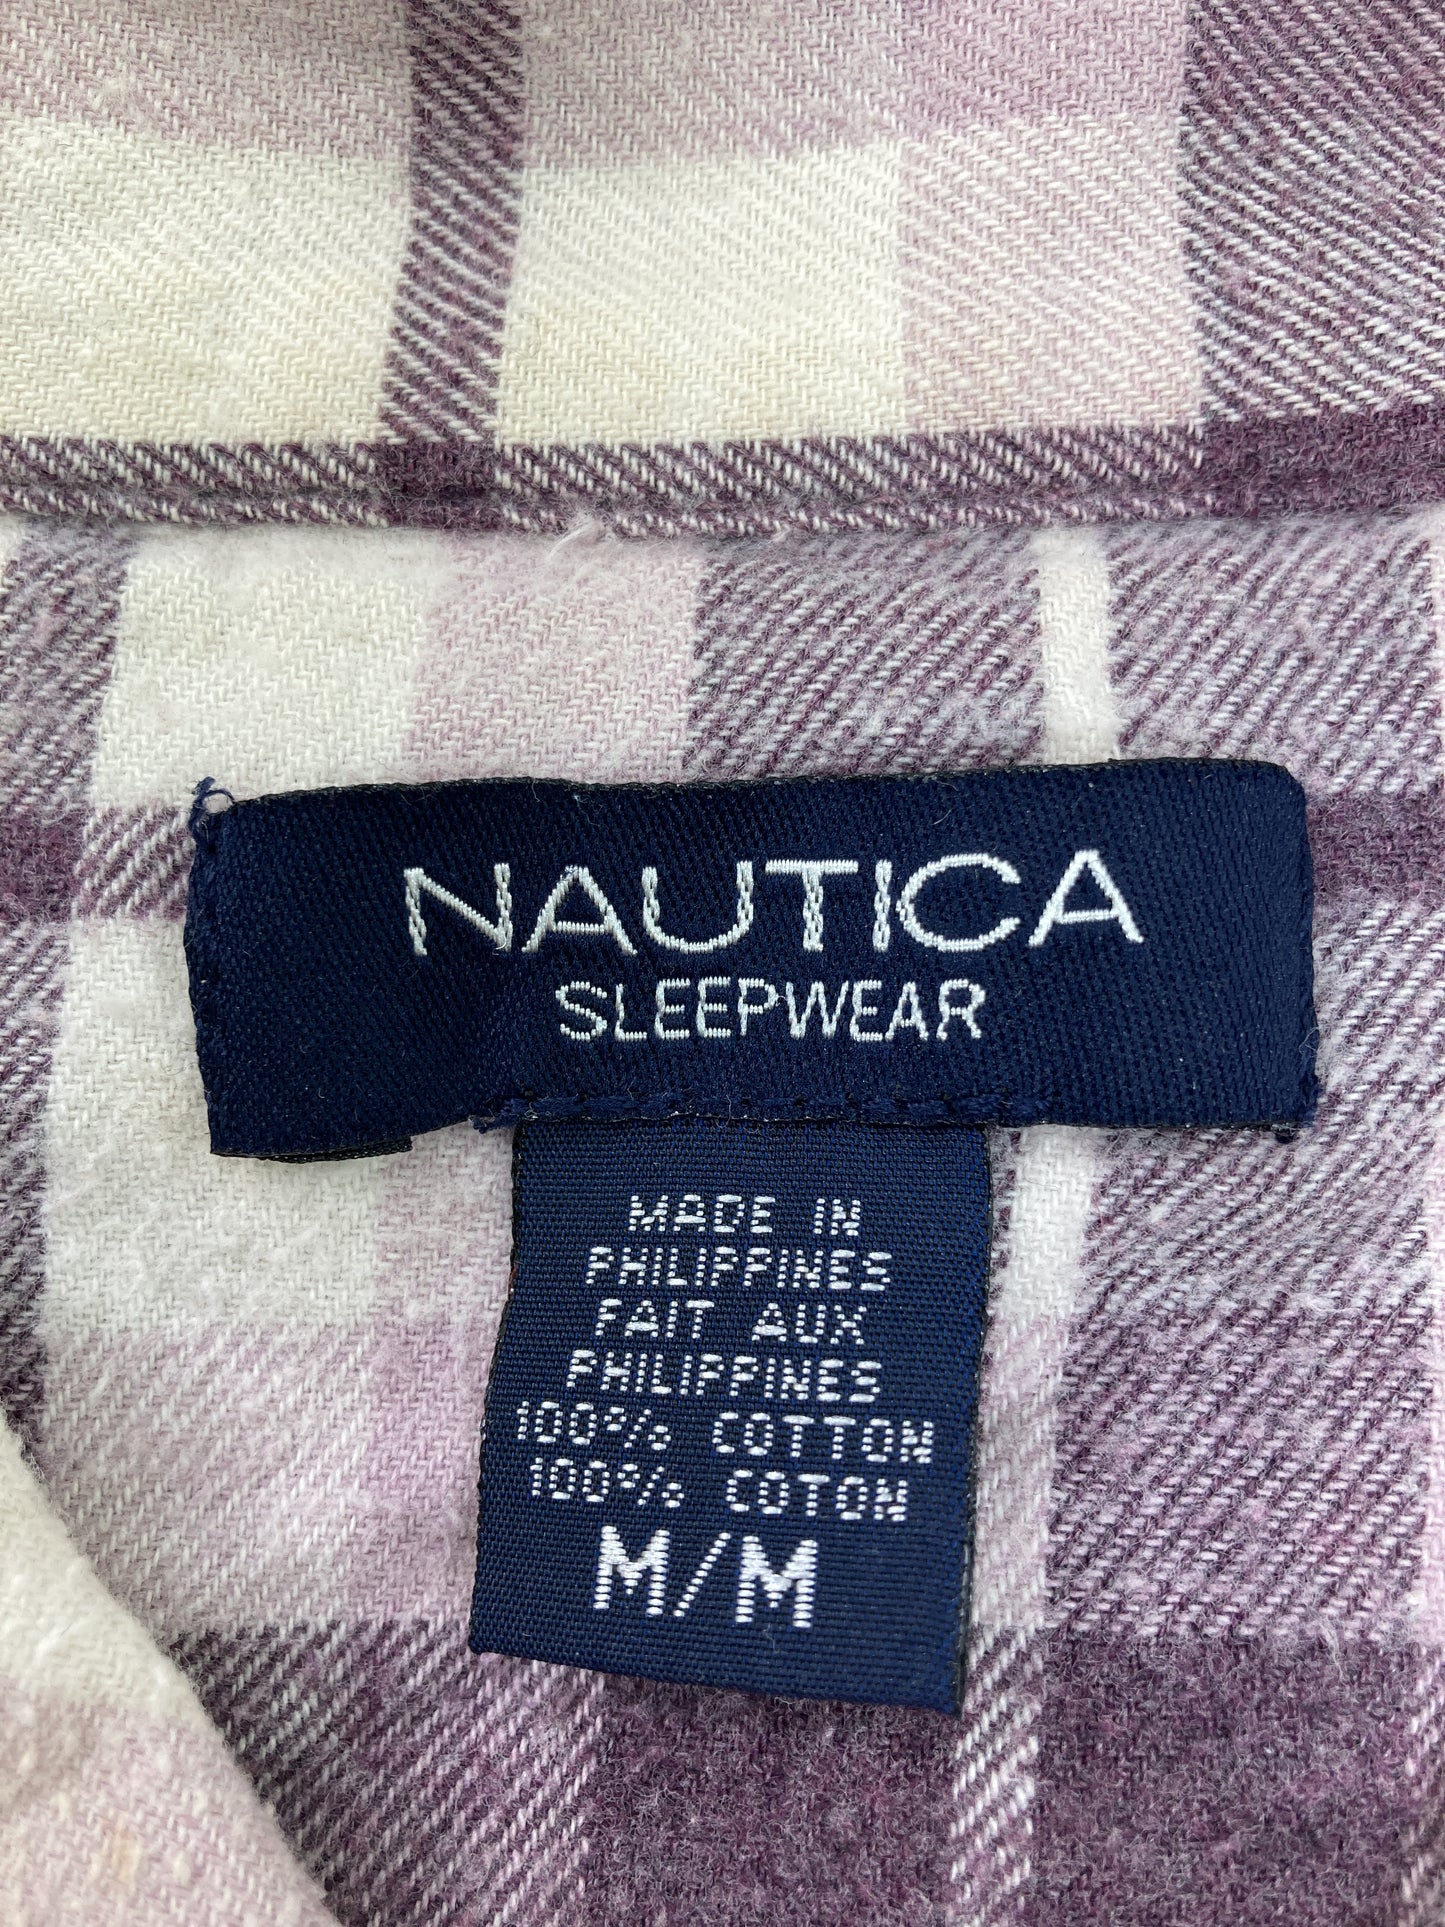 NAUTICA
SLEEPWEAR
MADE IN
PHILIPPINES
FAIT AUX
PHILIPPINES
100% COTTON
100% COTON
M/M